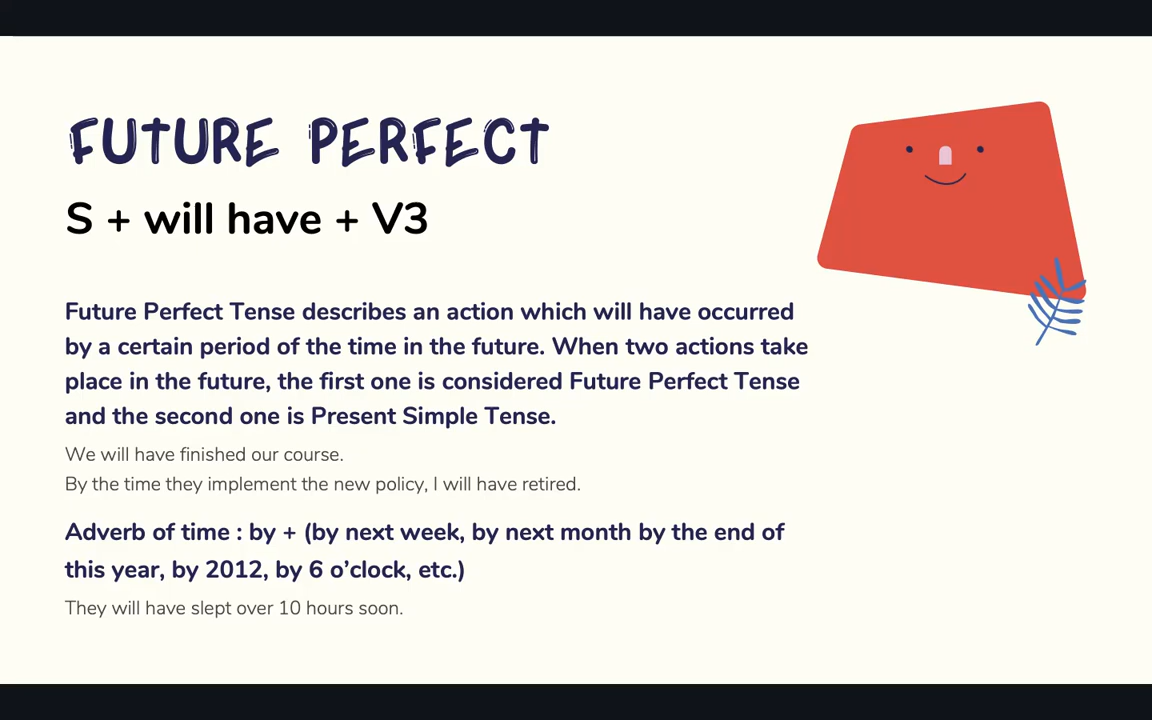 FUTURE PERFECT
S + will have + V3
Future Perfect Tense describes an action which will have occurred
by a certain period of the time in the future. When two actions take
place in the future, the first one is considered Future Perfect Tense
and the second one is Present Simple Tense.
We will have finished our course.
By the time they implement the new policy, I will have retired.
Adverb of time : by + (by next week, by next month by the end of
this year, by 2012, by 6 o’clock, etc.)
They will have slept over 10 hours soon.